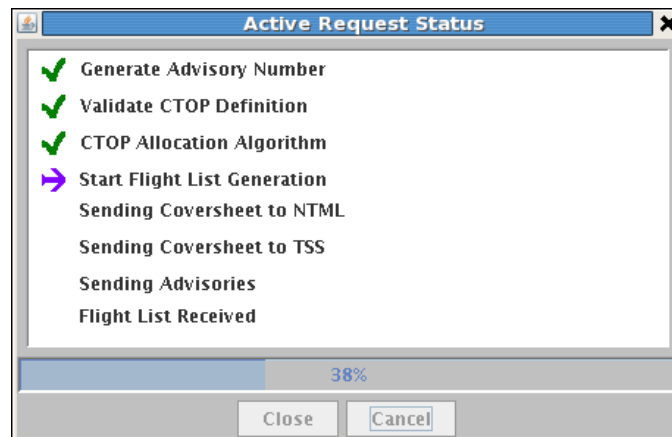 Active Request Status
Generate Advisory Number
Validate CTOP Definition
CTOP Allocation Algorithm
Start Flight List Generation
Sending Coversheet to NTML
Sending Coversheet to TSS
Sending Advisories
Flight List Received
38%
Close Cancel